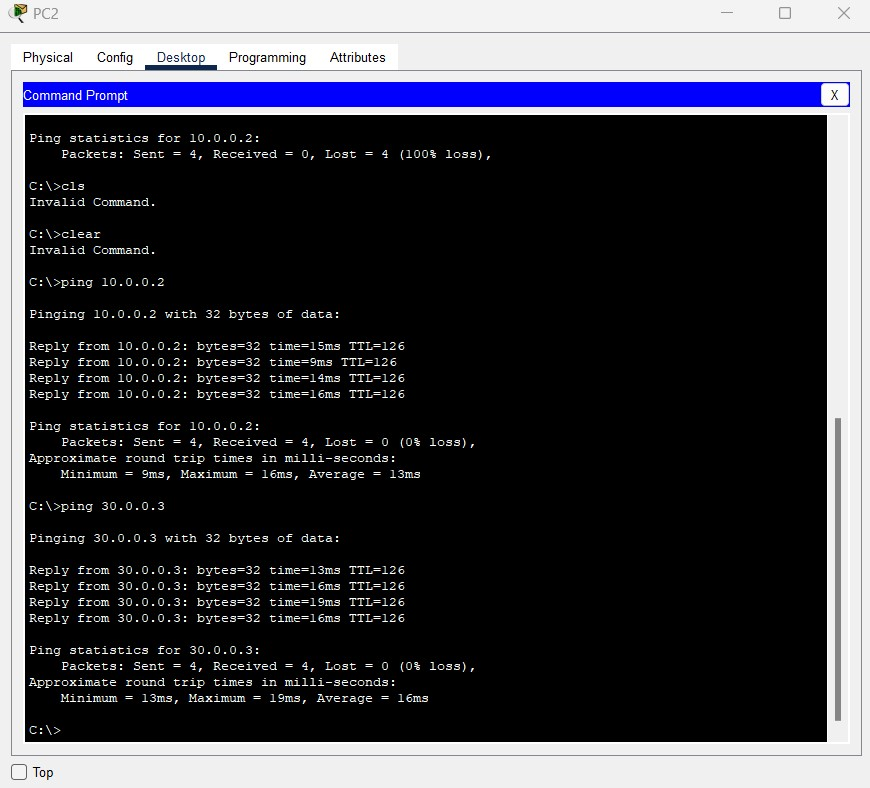 PC2
Physical Config Desktop Programming Attributes
Command Prompt X
Ping statistics for 10.0.0.2:
    Packets: Sent = 4, Received = 0, Lost = 4 (100% loss),
C:\>cls
Invalid Command.
C:\>clear
Invalid Command.
C:\>ping 10.0.0.2
Pinging 10.0.0.2 with 32 bytes of data:
Reply from 10.0.0.2: bytes=32 time=15ms TTL=126
Reply from 10.0.0.2: bytes=32 time=9ms TTL=126
Reply from 10.0.0.2: bytes=32 time=14ms TTL=126
Reply from 10.0.0.2: bytes=32 time=16ms TTL=126
Ping statistics for 10.0.0.2:
    Packets: Sent = 4, Received = 4, Lost = 0 (0% loss),
Approximate round trip times in milli-seconds:
    Minimum = 9ms, Maximum = 16ms, Average = 13ms
C:\>ping 30.0.0.3
Pinging 30.0.0.3 with 32 bytes of data:
Reply from 30.0.0.3: bytes=32 time=13ms TTL=126
Reply from 30.0.0.3: bytes=32 time=16ms TTL=126
Reply from 30.0.0.3: bytes=32 time=19ms TTL=126
Reply from 30.0.0.3: bytes=32 time=16ms TTL=126
Ping statistics for 30.0.0.3:
    Packets: Sent = 4, Received = 4, Lost = 0 (0% loss),
Approximate round trip times in milli-seconds:
    Minimum = 13ms, Maximum = 19ms, Average = 16ms
C:\>
Top